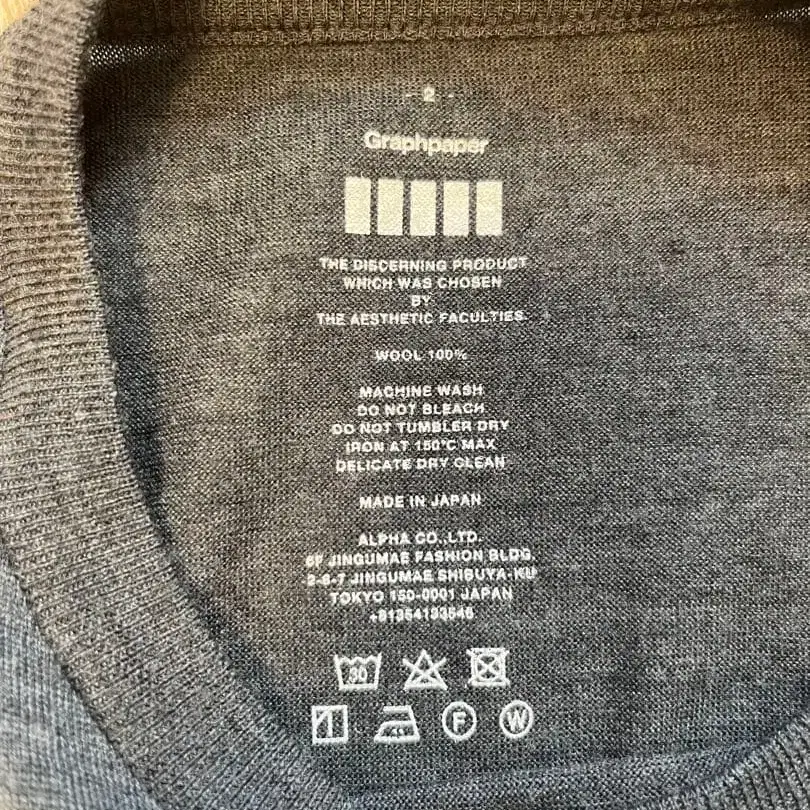 - 2 -
Graphpaper
THE DISCERNING PRODUCT
WHICH WAS CHOSEN
BY
THE AESTHETIC FACULTIES.
WOOL 100%
MACHINE WASH
DO NOT BLEACH
DO NOT TUMBLER DRY
IRON AT 150°C MAX
DELICATE DRY CLEAN
MADE IN JAPAN
ALPHA CO.,LTD.
6F JINGUMAE FASHION BLDG.
2-6-7 JINGUMAE SHIBUYA-KU
TOKYO 150-0001 JAPAN
30
F W